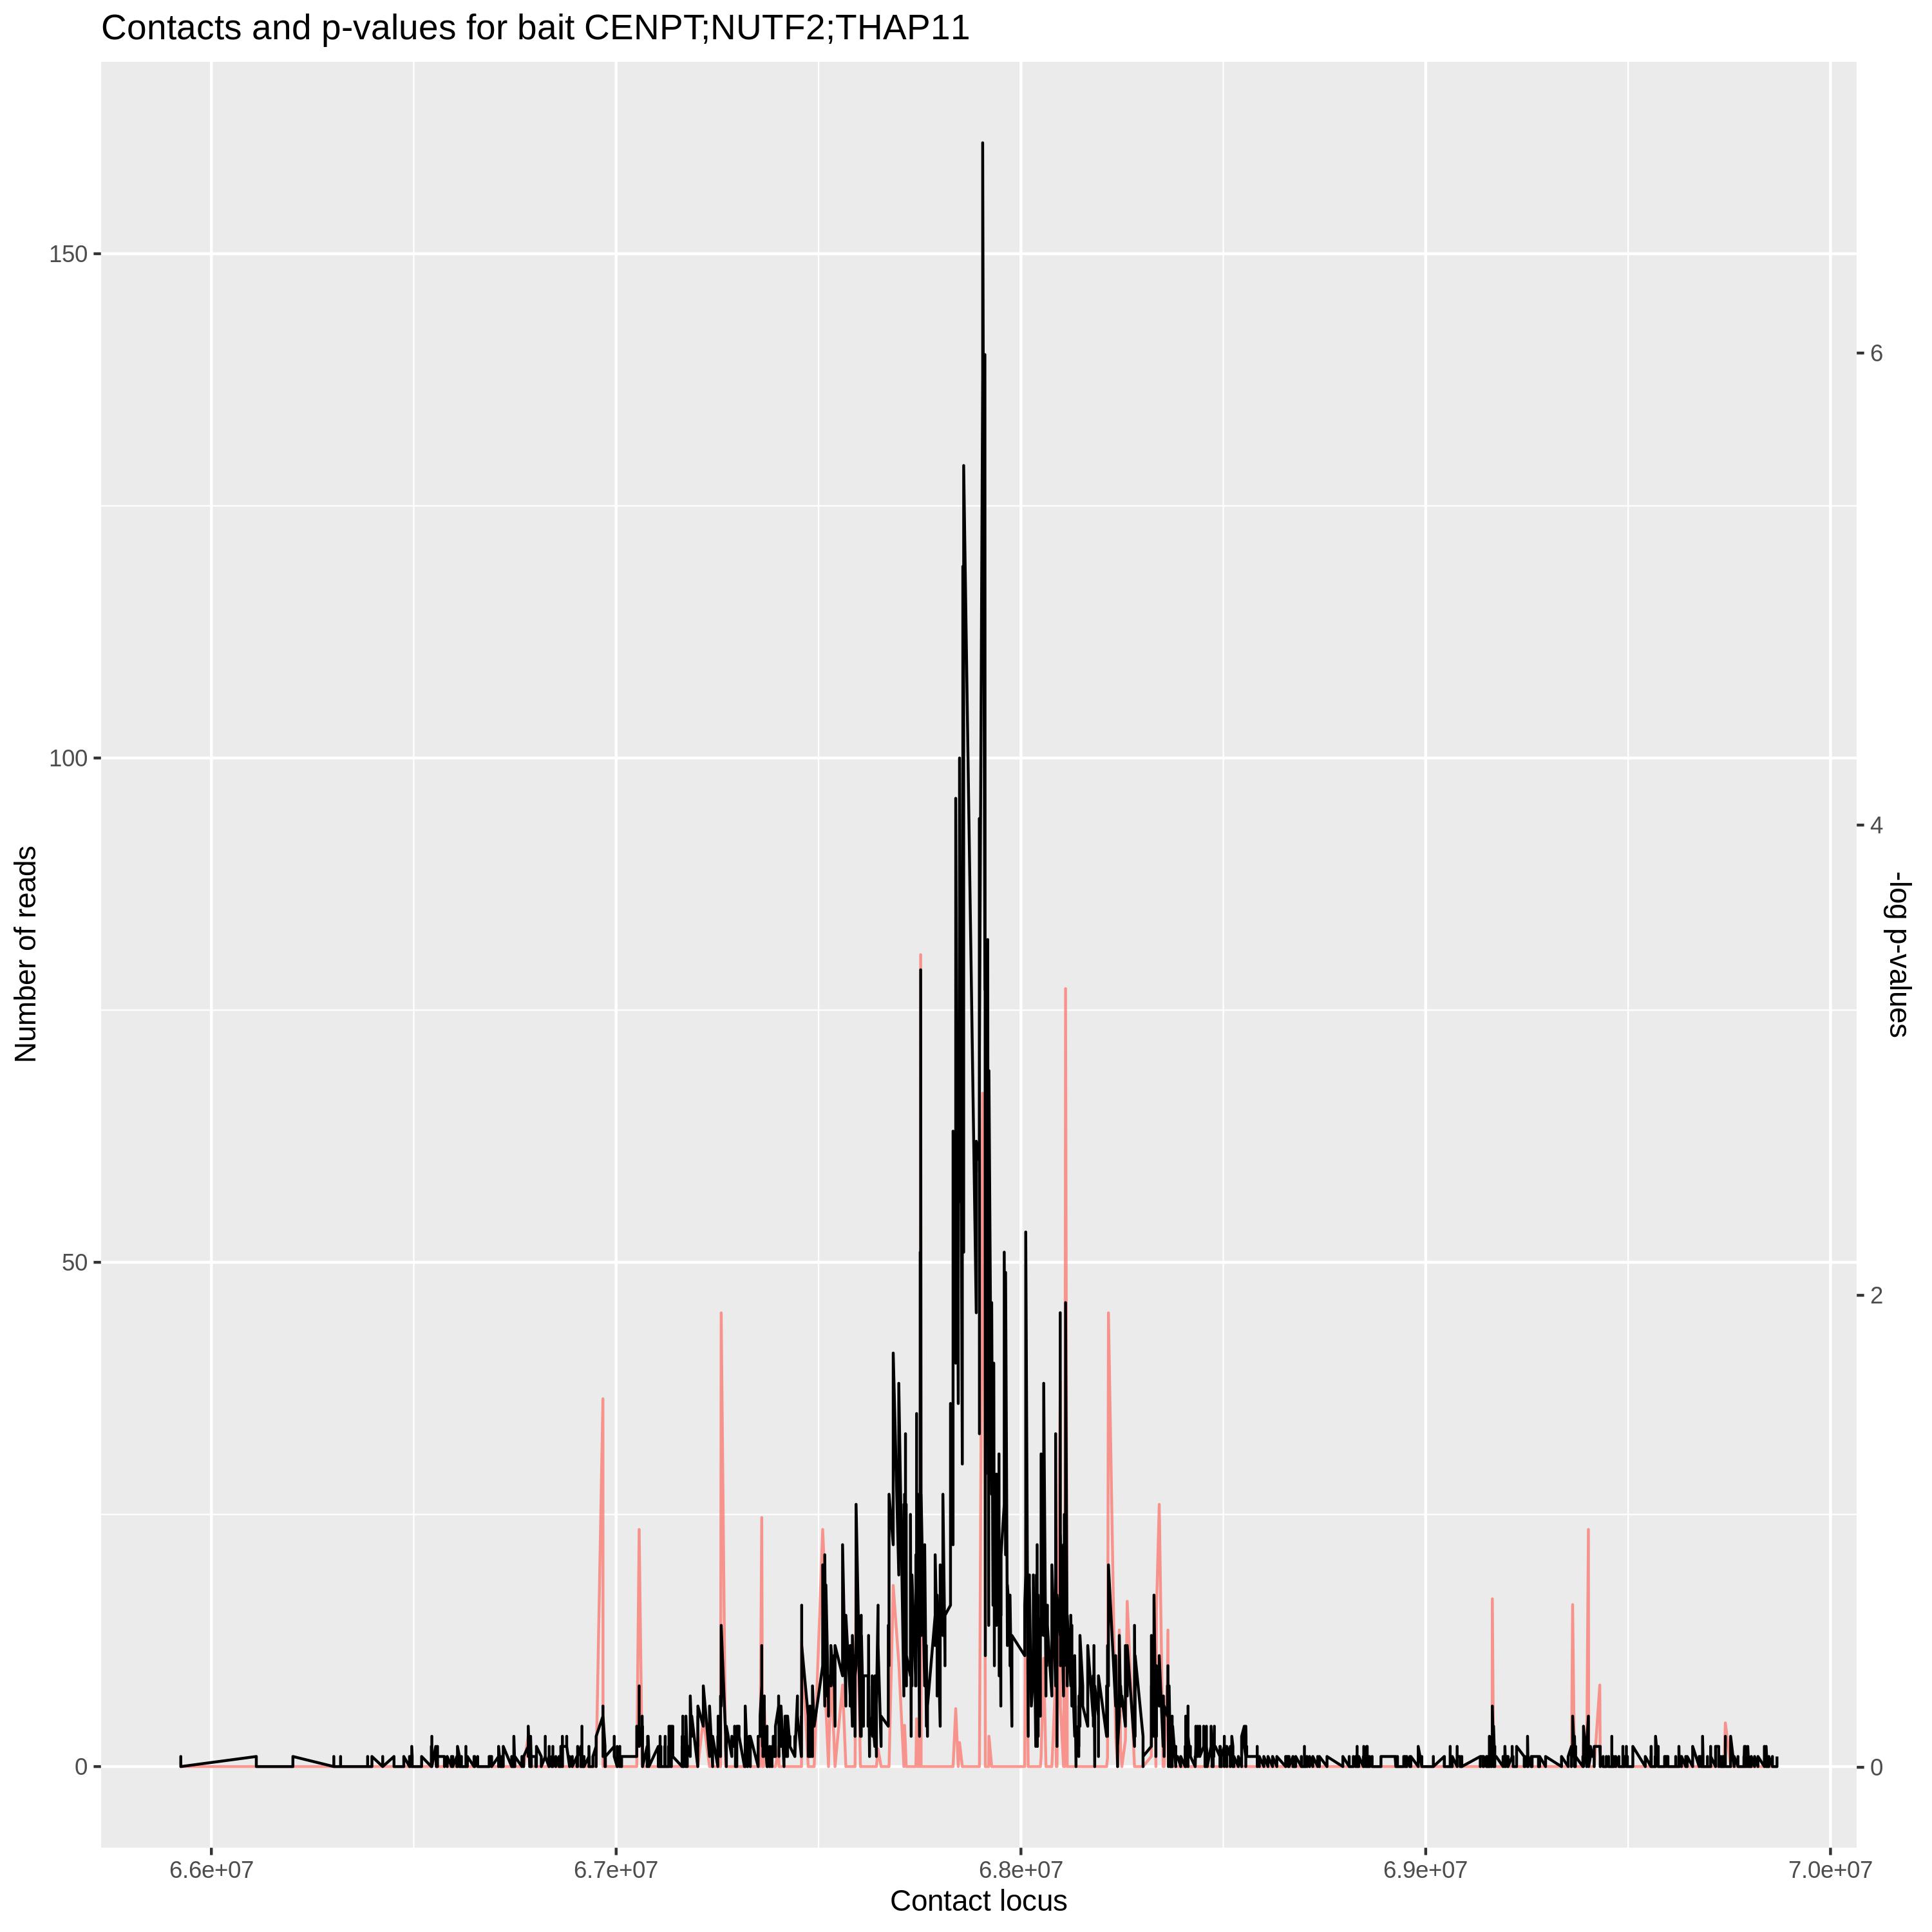 Contacts and p-values for bait CENPT;NUTF2;THAP11
150
100
50
0
Number of reads
6
4
2
0
-log p-values
6.6e+07 6.7e+07 6.8e+07 6.9e+07 7.0e+07
Contact locus